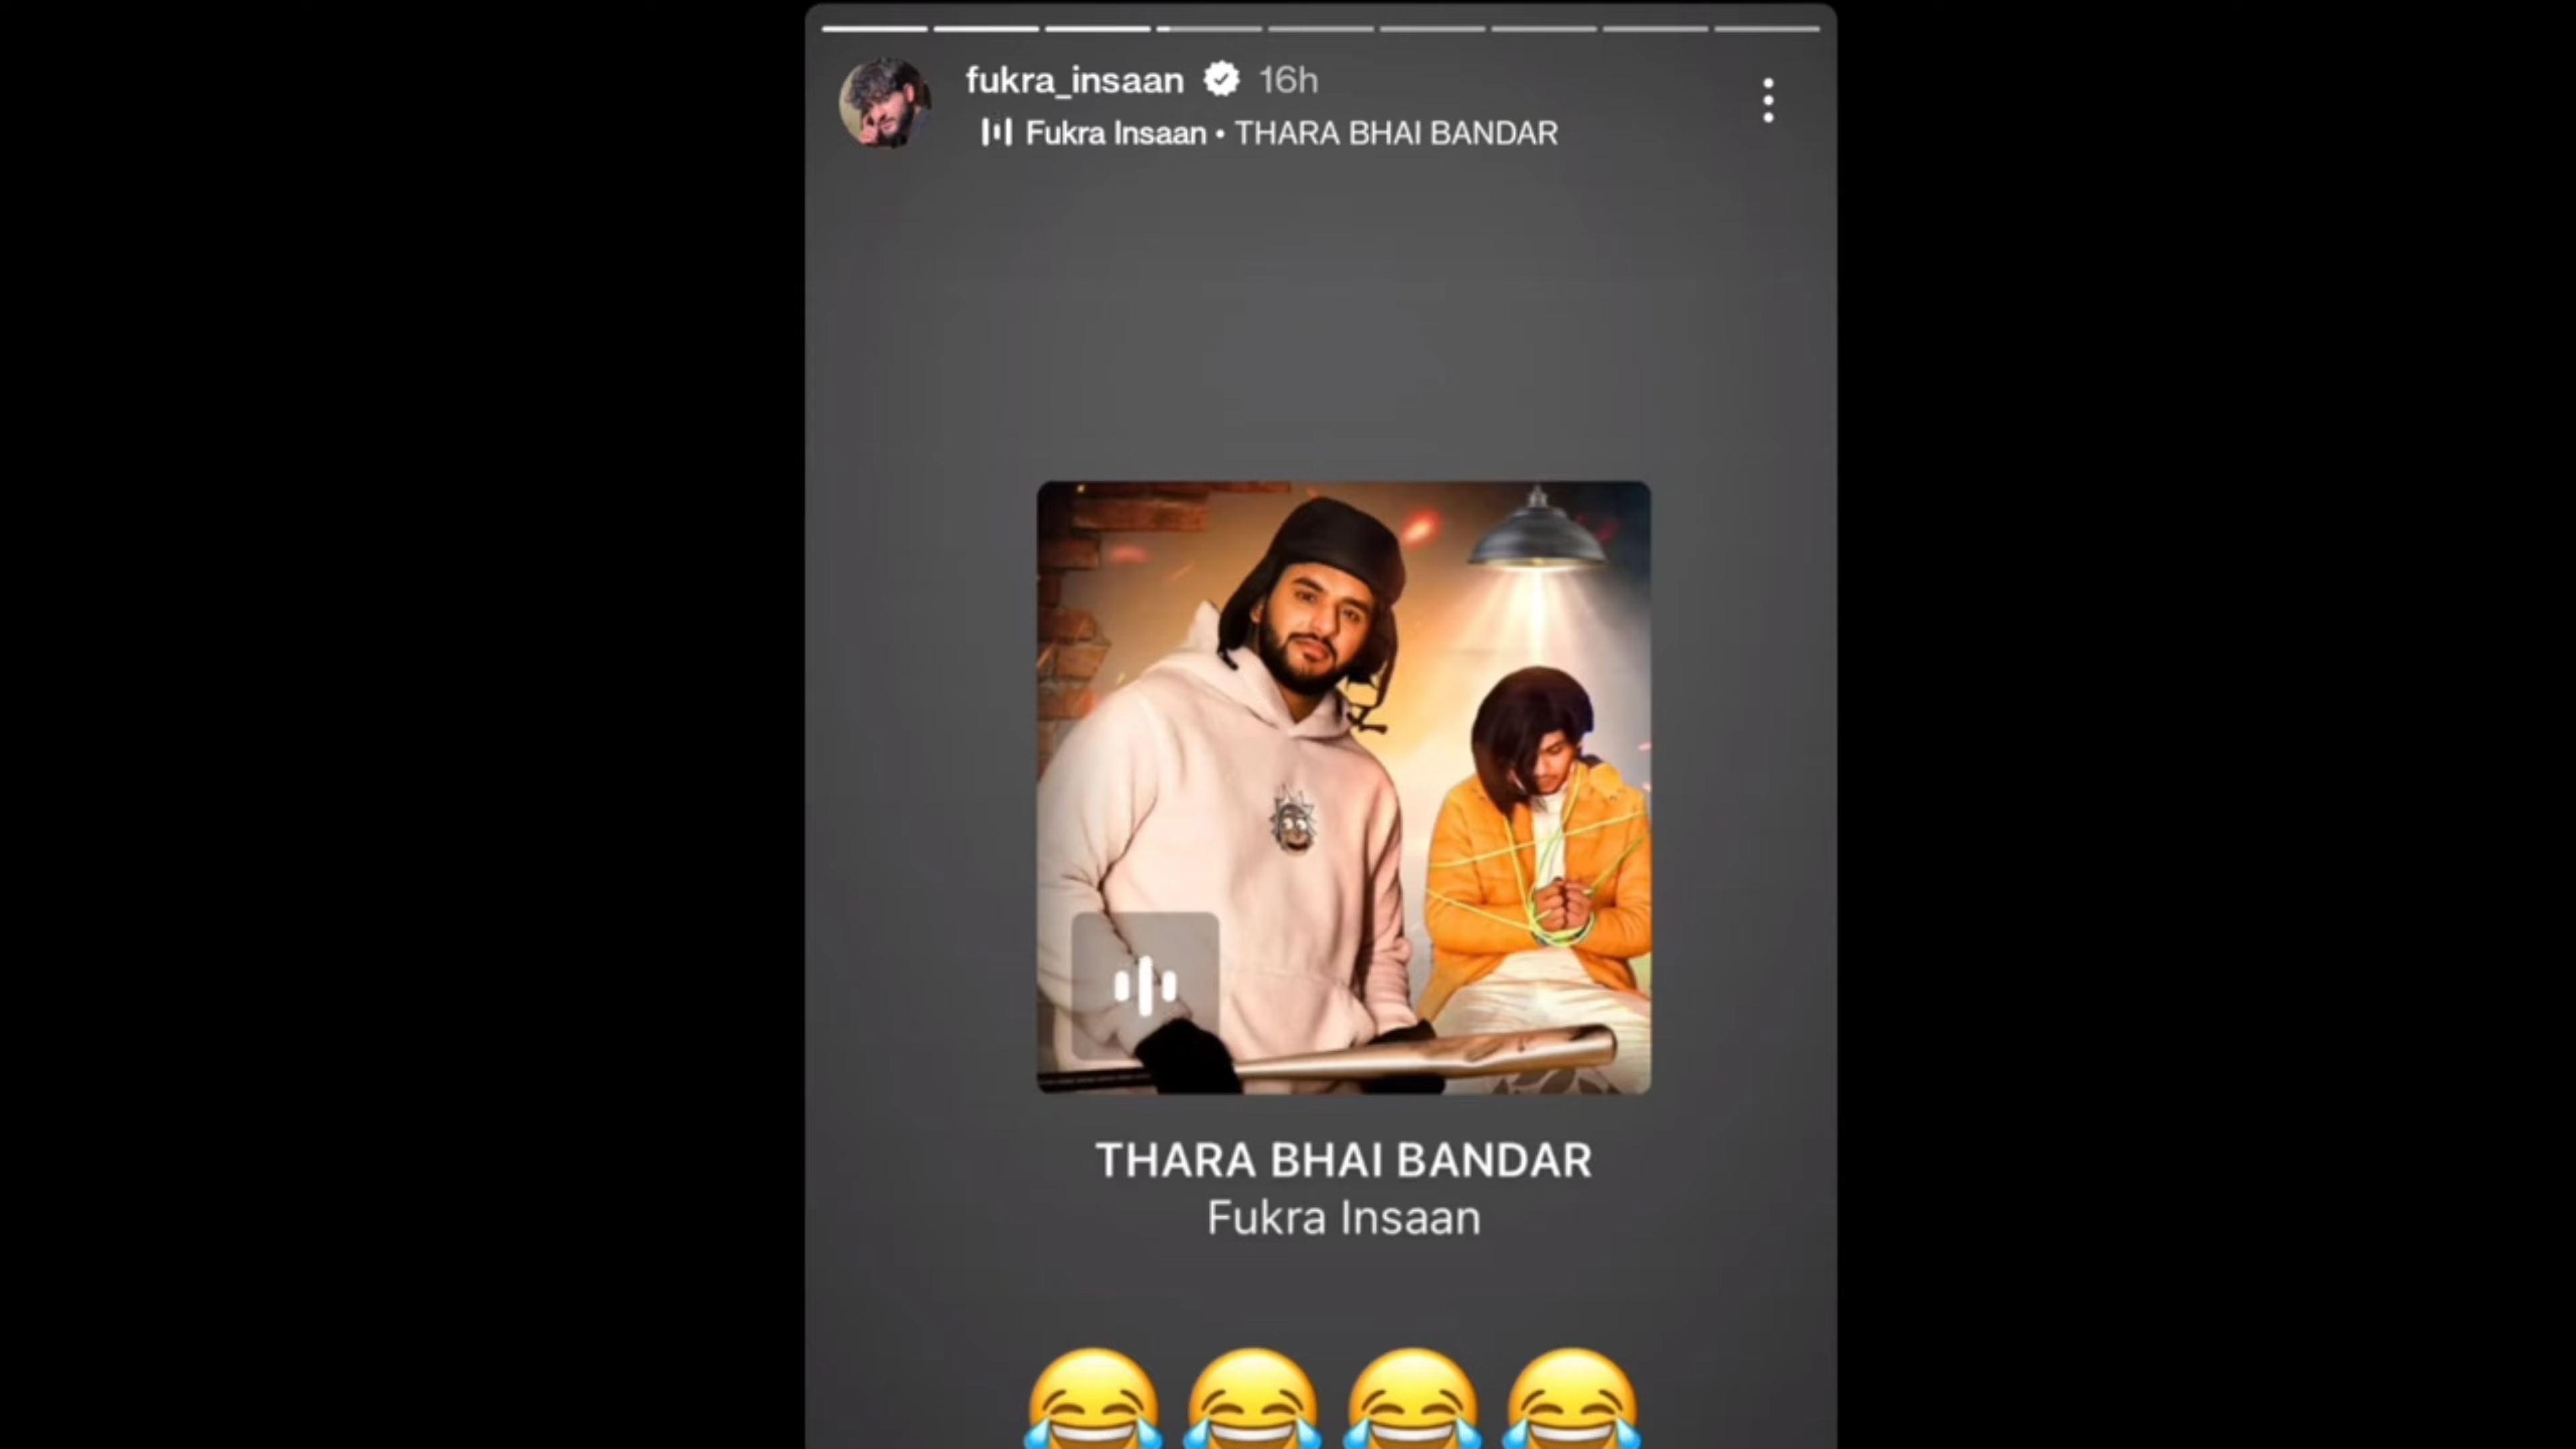 fukra_insaan 16h
Fukra Insaan • THARA BHAI BANDAR
THARA BHAI BANDAR
Fukra Insaan
😂😂😂😂